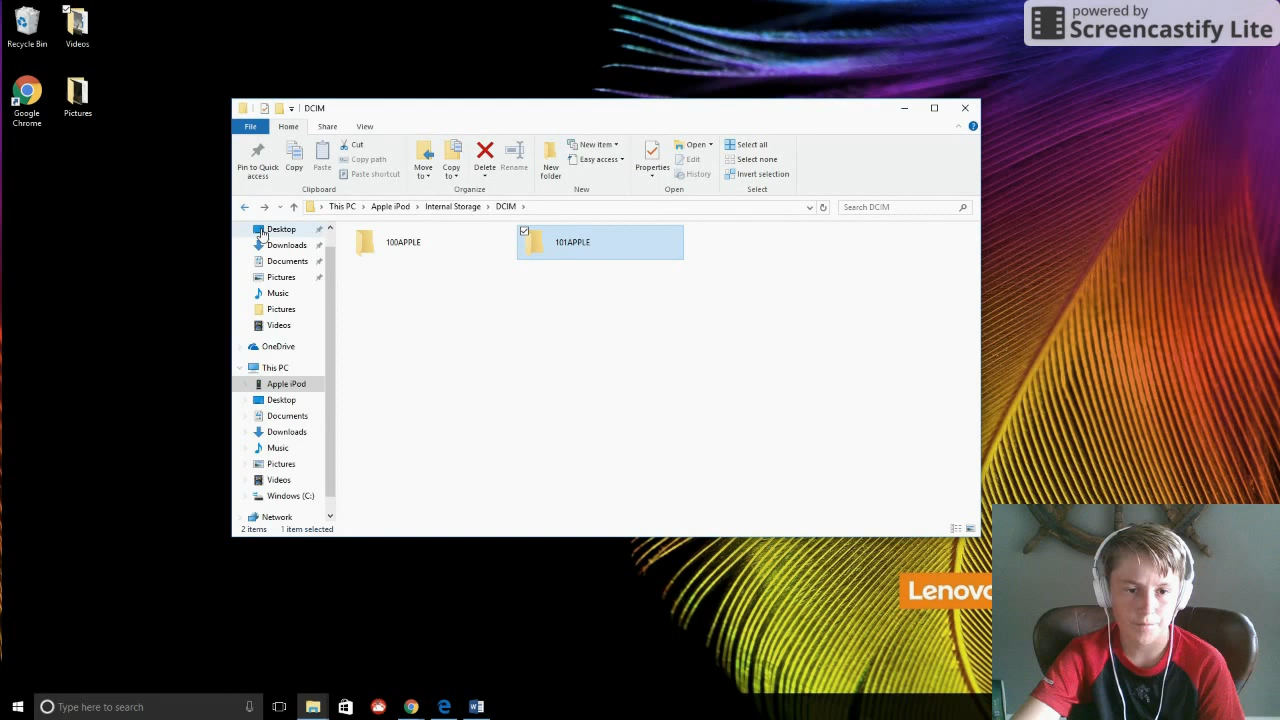 Recycle Bin
Videos
Google
Chrome
Pictures
powered by
Screencastify Lite
DCIM
File
Home
Share
View
Pin to Quick
access
Copy
Paste
Cut
Copy path
Paste shortcut
Clipboard
Move
to
Copy
to
Delete
Rename
Organize
New
folder
New item
Easy access
New
Properties
Open
Edit
History
Open
Select all
Select none
Invert selection
Select
This PC
Apple iPod
Internal Storage
DCIM
Search DCIM
Desktop
Downloads
Documents
Pictures
Music
Pictures
Videos
OneDrive
This PC
Apple iPod
Desktop
Documents
Downloads
Music
Pictures
Videos
Windows (C:)
Network
100APPLE
101APPLE
2 items
1 item selected
Lenovo
Type here to search